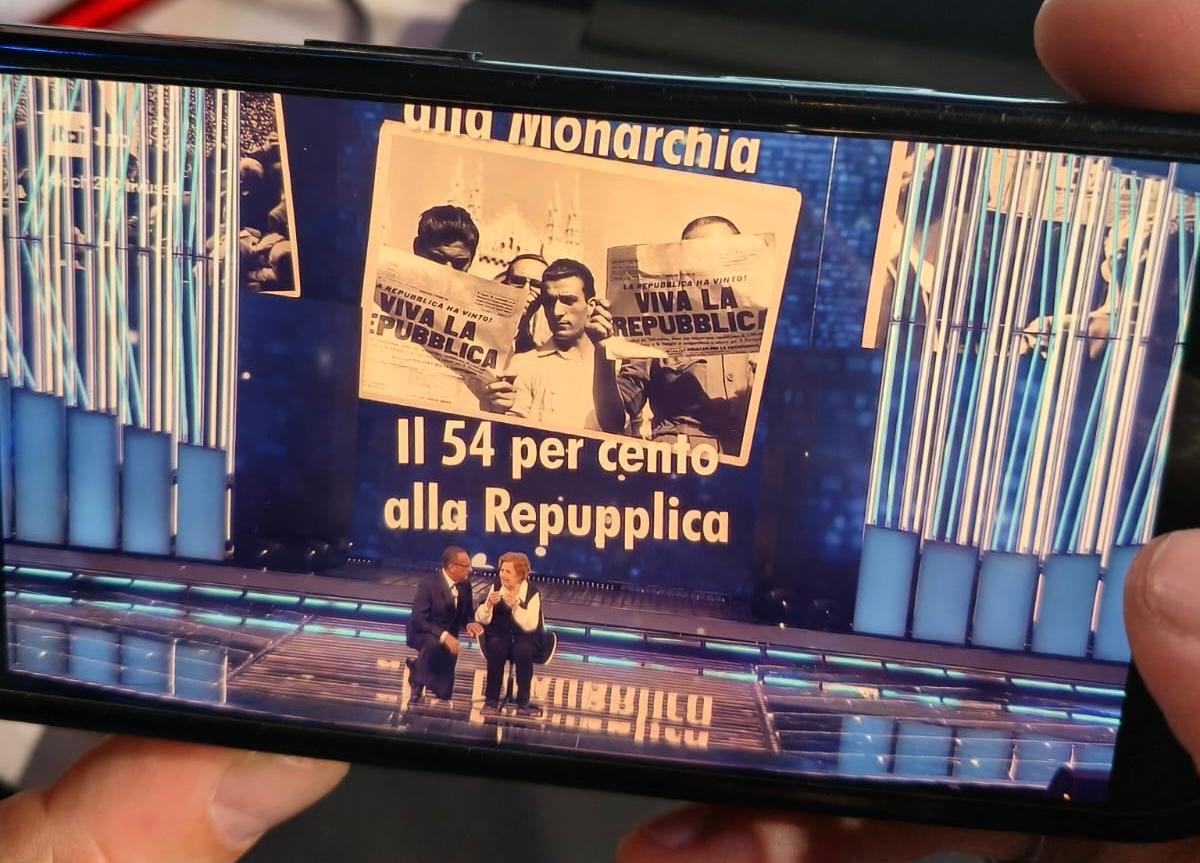 alla Monarchia
LA REPUBBLICA HA VINTO!
VIVA LA
REPUBBLICA
LA REPUBBLICA HA VINTO!
VIVA LA
REPUBBLICA
Il 54 per cento
alla Repupplica